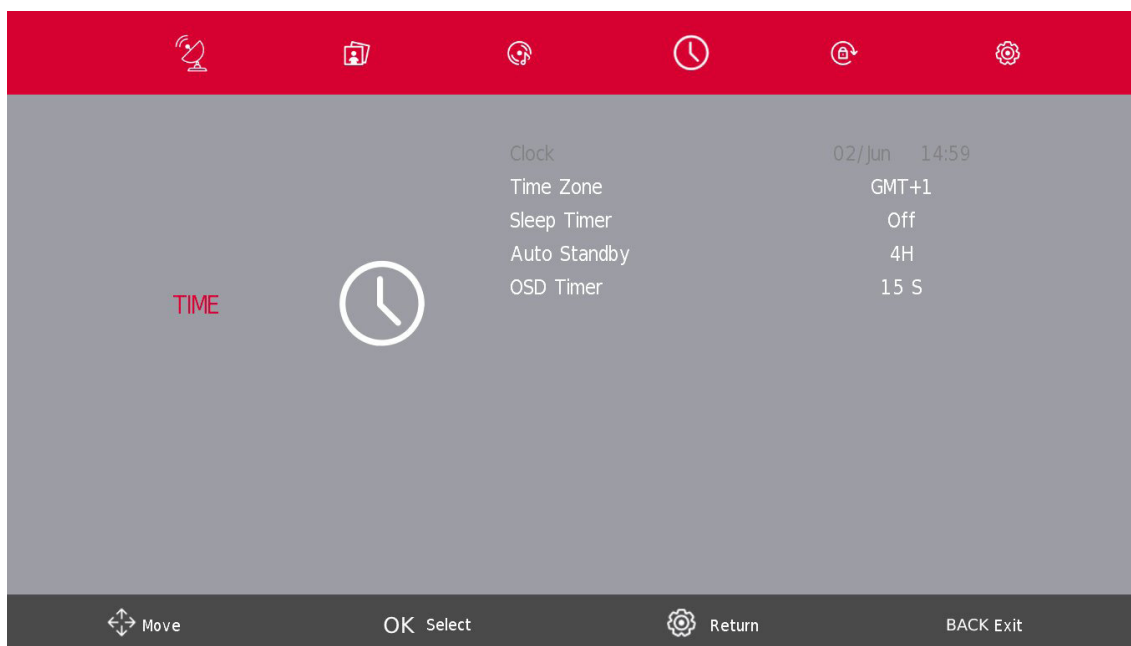 Clock 02/Jun 14:59
Time Zone GMT+1
Sleep Timer Off
Auto Standby 4H
OSD Timer 15 S
TIME
Move OK Select Return BACK Exit